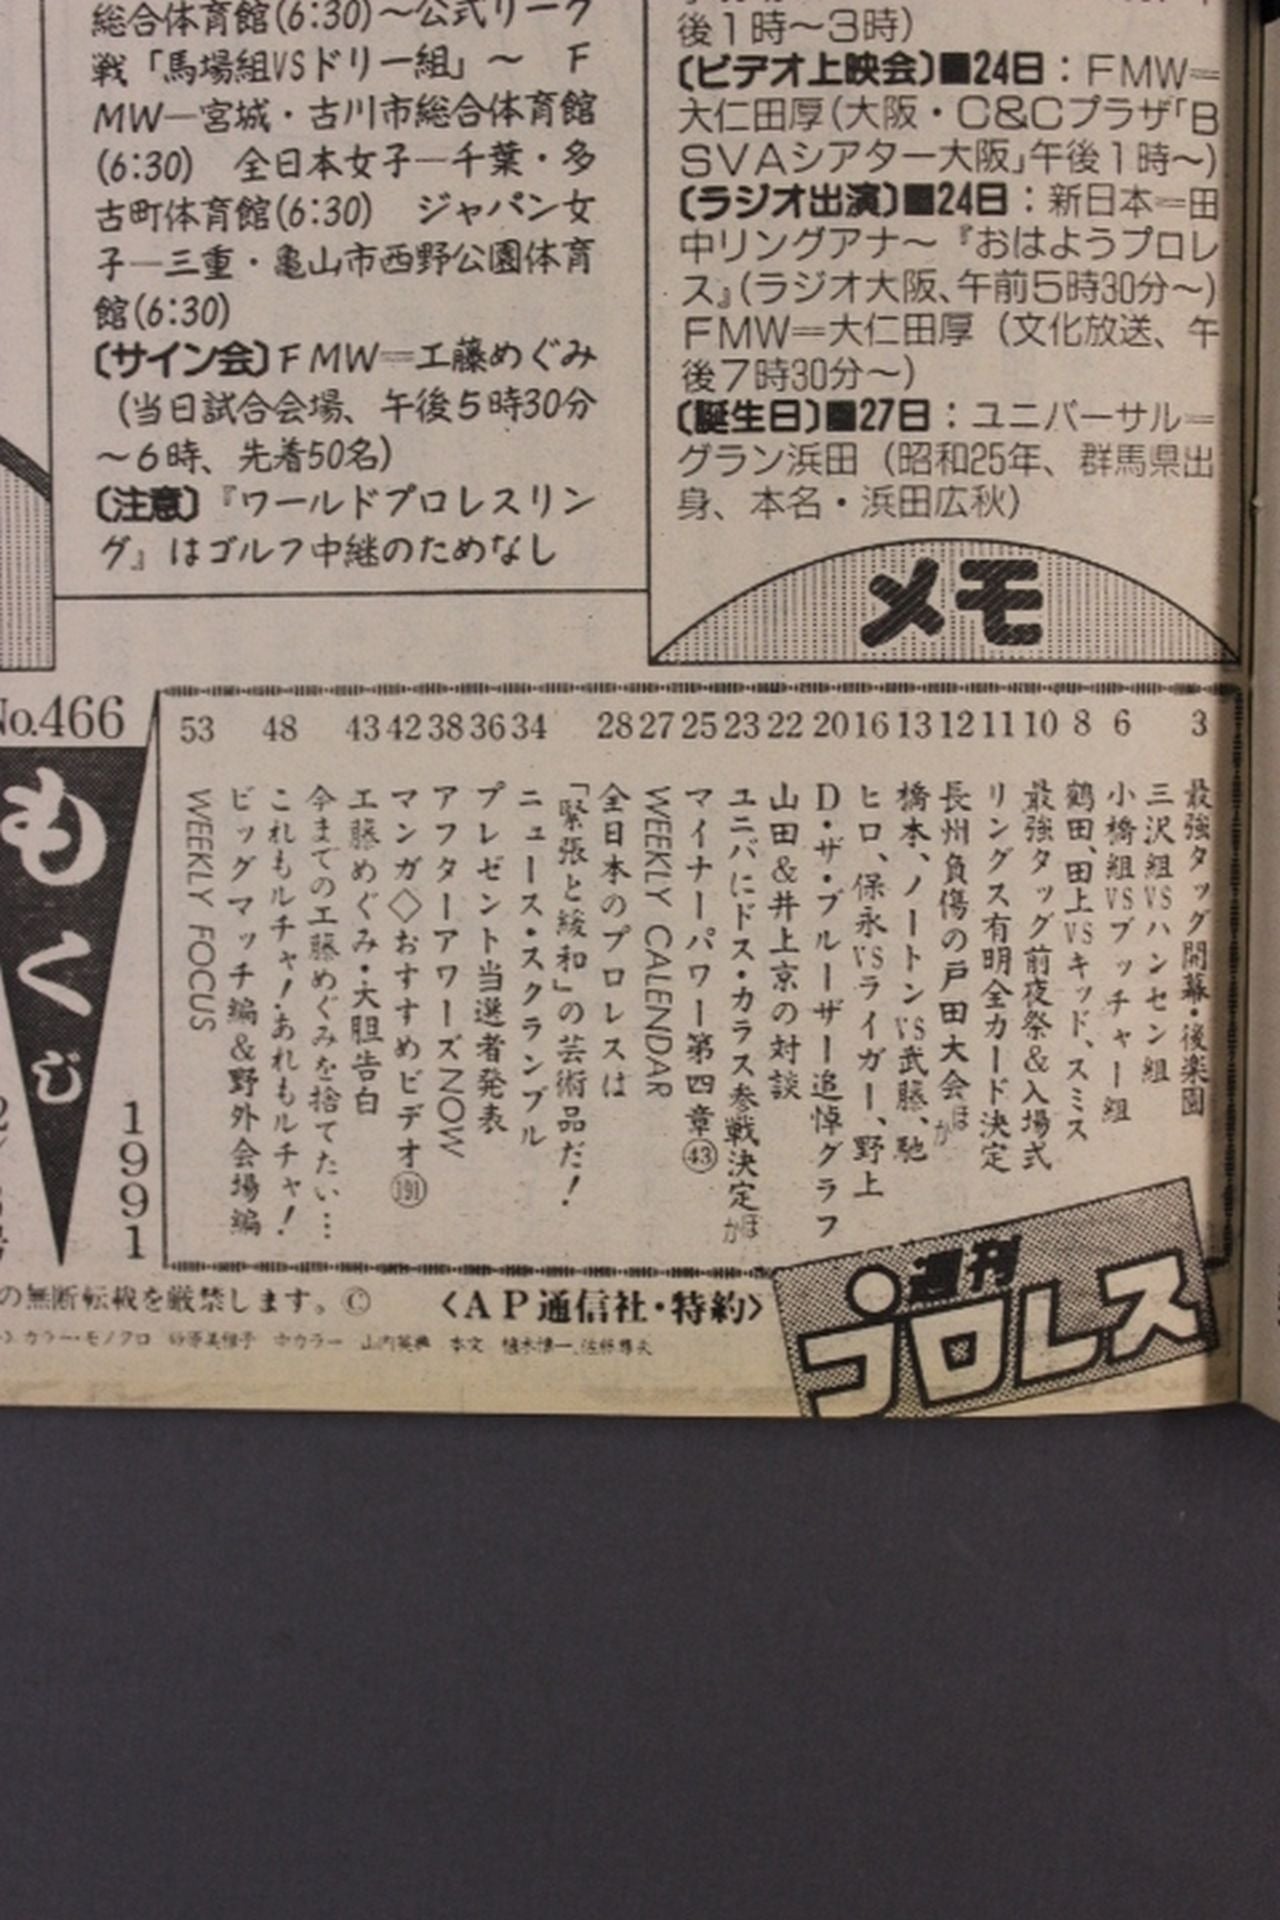 総合体育館(6:30)～公式リーグ
戦「馬場組VSドリー組」～　F
MW―宮城・古川市総合体育館
(6:30)　全日本女子―千葉・多
古町体育館(6:30)　ジャパン女
子―三重・亀山市西野公園体育
館(6:30)
〔サイン会〕FMW＝工藤めぐみ
（当日試合会場、午後5時30分
～6時、先着50名）
〔注意〕『ワールドプロレスリン
グ』はゴルフ中継のためなし
後1時～3時）
〔ビデオ上映会〕■24日：FMW＝
大仁田厚（大阪・C&Cプラザ「B
SVAシアター大阪」午後1時～）
〔ラジオ出演〕■24日：新日本＝田
中リングアナ～『おはようプロレ
ス』（ラジオ大阪、午前5時30分～）
FMW＝大仁田厚（文化放送、午
後7時30分～）
〔誕生日〕■27日：ユニバーサル＝
グラン浜田（昭和25年、群馬県出
身、本名・浜田広秋）
メモ
No.466
もくじ
1991
3 最強タッグ開幕・後楽園
三沢組VSハンセン組
6 小橋組VSブッチャー組
8 鶴田、田上VSキッド、スミス
10 最強タッグ前夜祭&入場式
11 リングス有明全カード決定
12 長州負傷の戸田大会ほか
13 橋本、ノートンVS武藤、馳
16 ヒロ、保永VSライガー、野上
20 D・ザ・ブルーザー追悼グラフ
22 山田&井上京の対談
23 ユニバにドス・カラス参戦決定ほか
25 マイナーパワー第四章㊸
27 WEEKLY CALENDAR
28 全日本のプロレスは
「緊張と緩和」の芸術品だ！
34 ニュース・スクランブル
36 プレゼント当選者発表
38 アフターアワーズNOW
42 マンガ◇おすすめビデオ(191)
43 工藤めぐみ・大胆告白
今までの工藤めぐみを捨てたい…
48 これもルチャ！あれもルチャ！
ビッグマッチ編&野外会場編
53 WEEKLY FOCUS
の無断転載を厳禁します。©　〈AP通信社・特約〉
週刊
プロレス